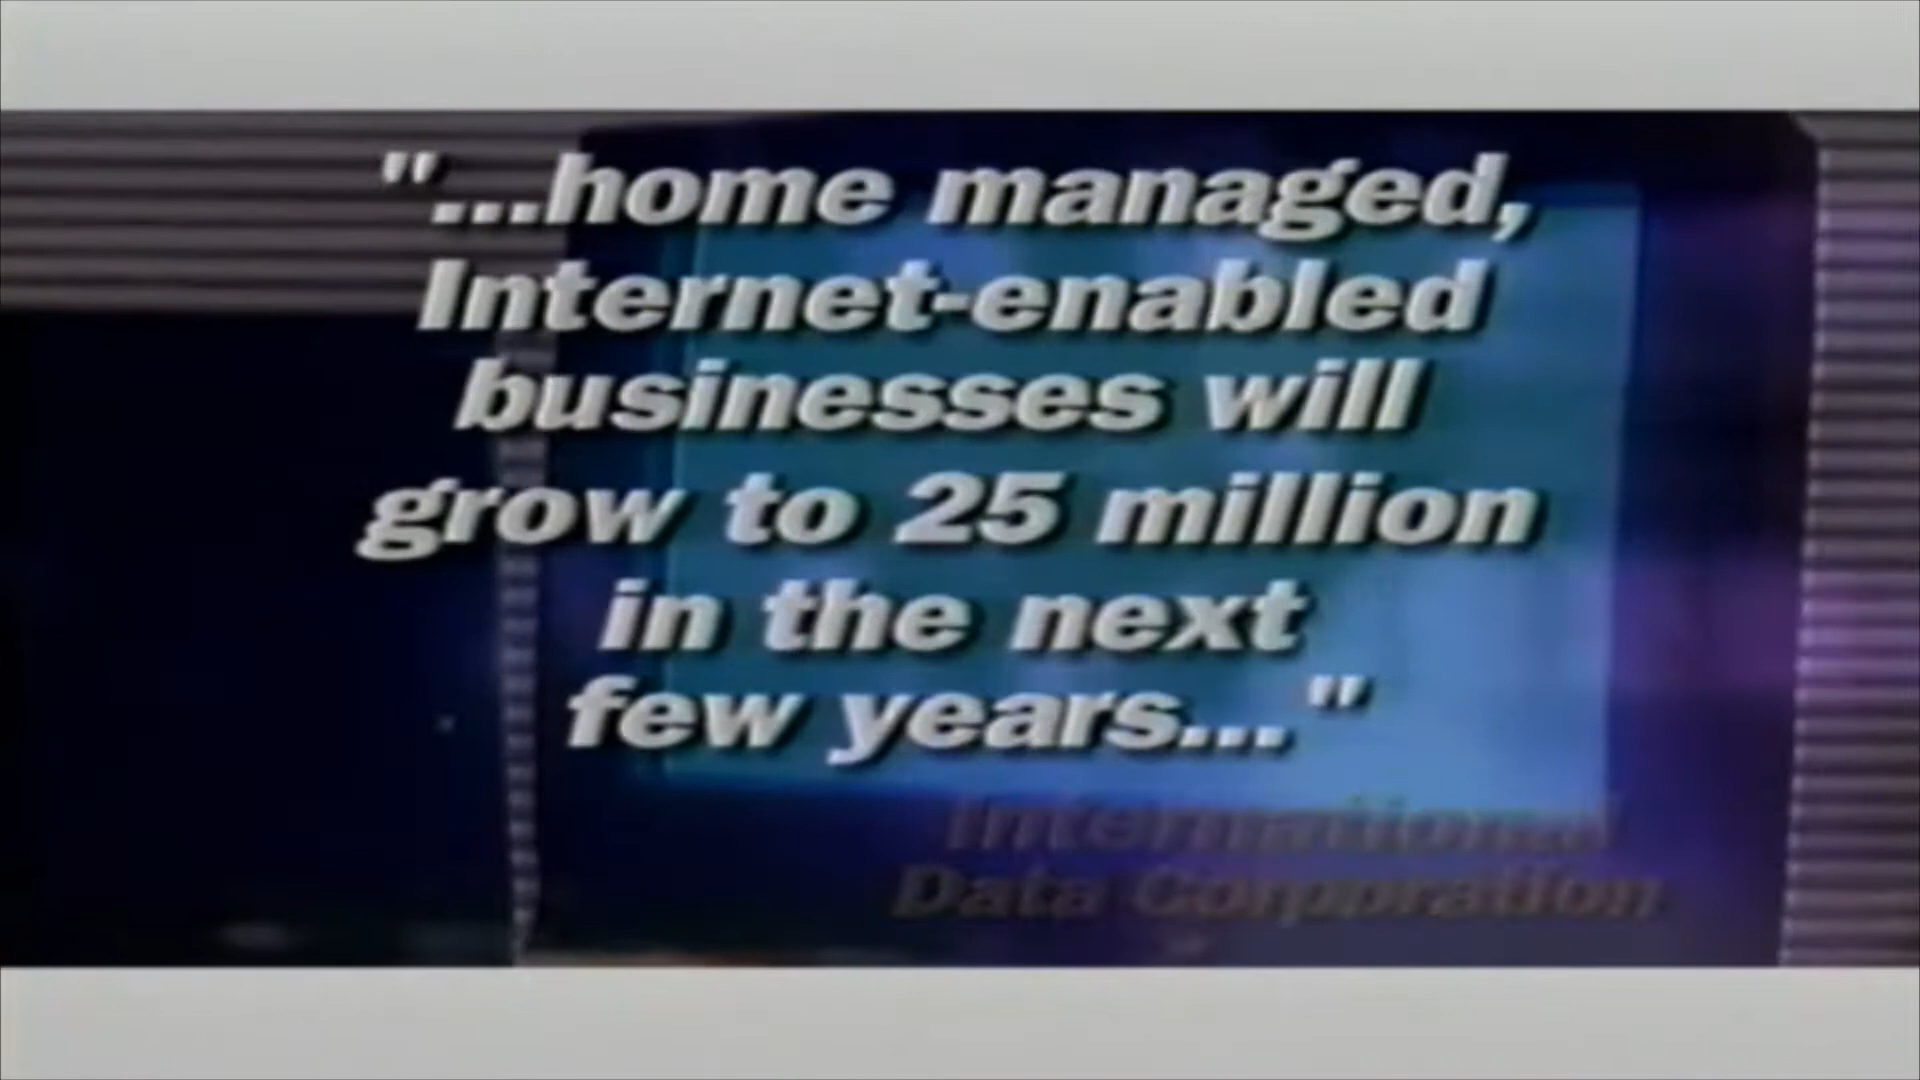 "...home managed,
Internet-enabled
businesses will
grow to 25 million
in the next
few years..."
International
Data Corporation